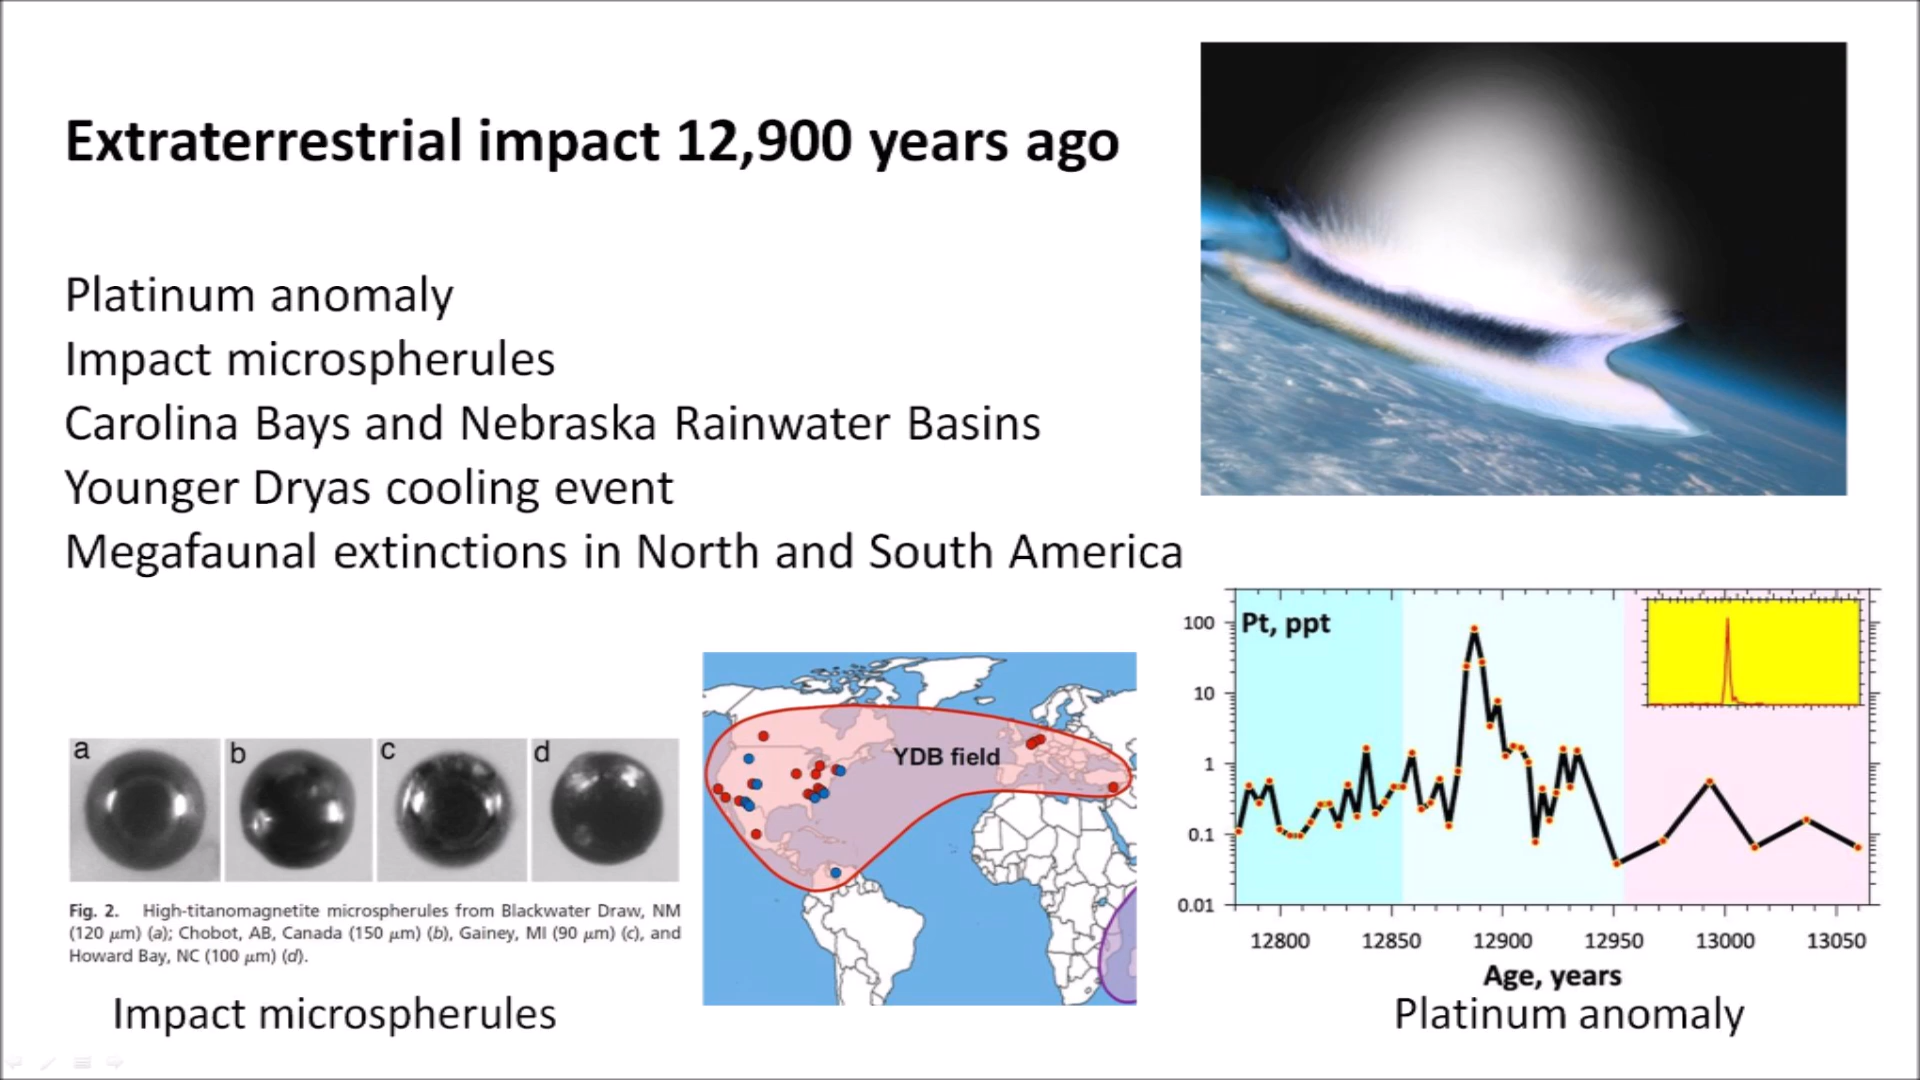 Extraterrestrial impact 12,900 years ago
Platinum anomaly
Impact microspherules
Carolina Bays and Nebraska Rainwater Basins
Younger Dryas cooling event
Megafaunal extinctions in North and South America
a
b
c
d
Fig. 2. High-titanomagnetite microspherules from Blackwater Draw, NM
(120 μm) (a); Chobot, AB, Canada (150 μm) (b), Gainey, MI (90 μm) (c), and
Howard Bay, NC (100 μm) (d).
Impact microspherules
YDB field
Pt, ppt
100
10
1
0.1
0.01
12800 12850 12900 12950 13000 13050
Age, years
Platinum anomaly